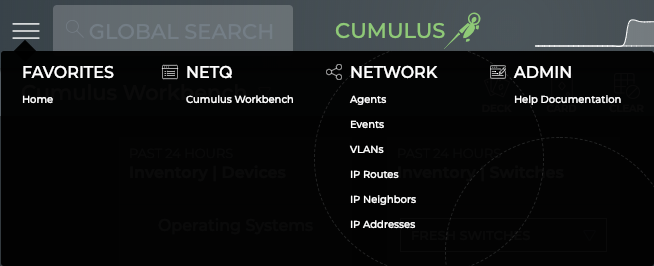 GLOBAL SEARCH
CUMULUS
FAVORITES
Home
NETQ
Cumulus Workbench
NETWORK
Agents
Events
VLANs
IP Routes
IP Neighbors
IP Addresses
ADMIN
Help Documentation
Cumulus Workbench
PAST 24 HOURS
Inventory | Devices
PAST 24 HOURS
Inventory | Switches
Operating Systems
FRESH SWITCHES